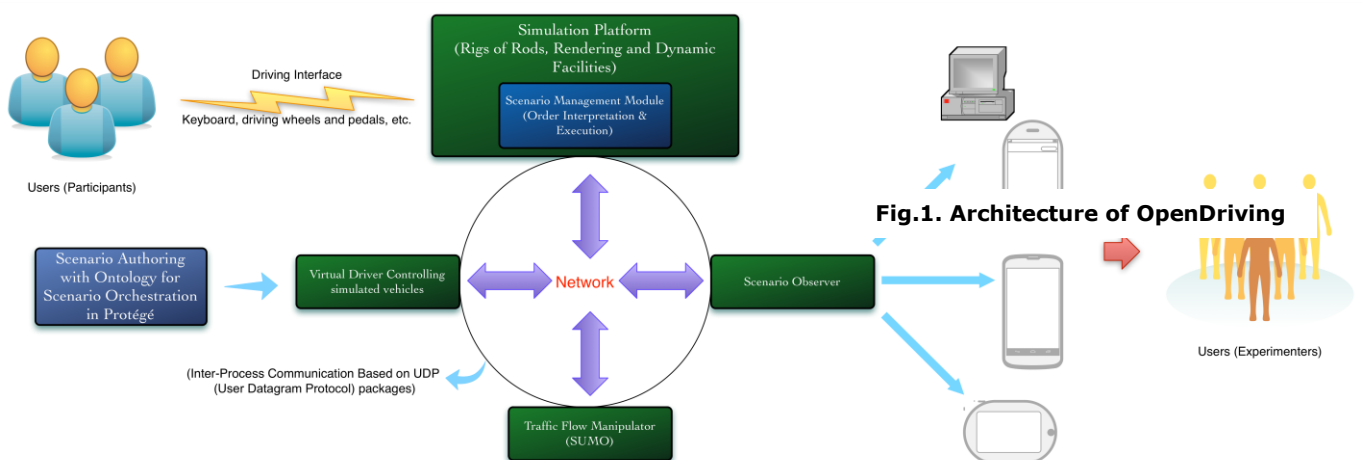 Simulation Platform
(Rigs of Rods, Rendering and Dynamic
Facilities)
Scenario Management Module
(Order Interpretation &
Execution)
Driving Interface
Keyboard, driving wheels and pedals, etc.
Users (Participants)
Fig.1. Architecture of OpenDriving
Scenario Authoring
with Ontology for
Scenario Orchestration
in Protégé
Virtual Driver Controlling
simulated vehicles
Network
Scenario Observer
Users (Experimenters)
(Inter-Process Communication Based on UDP
(User Datagram Protocol) packages)
Traffic Flow Manipulator
(SUMO)